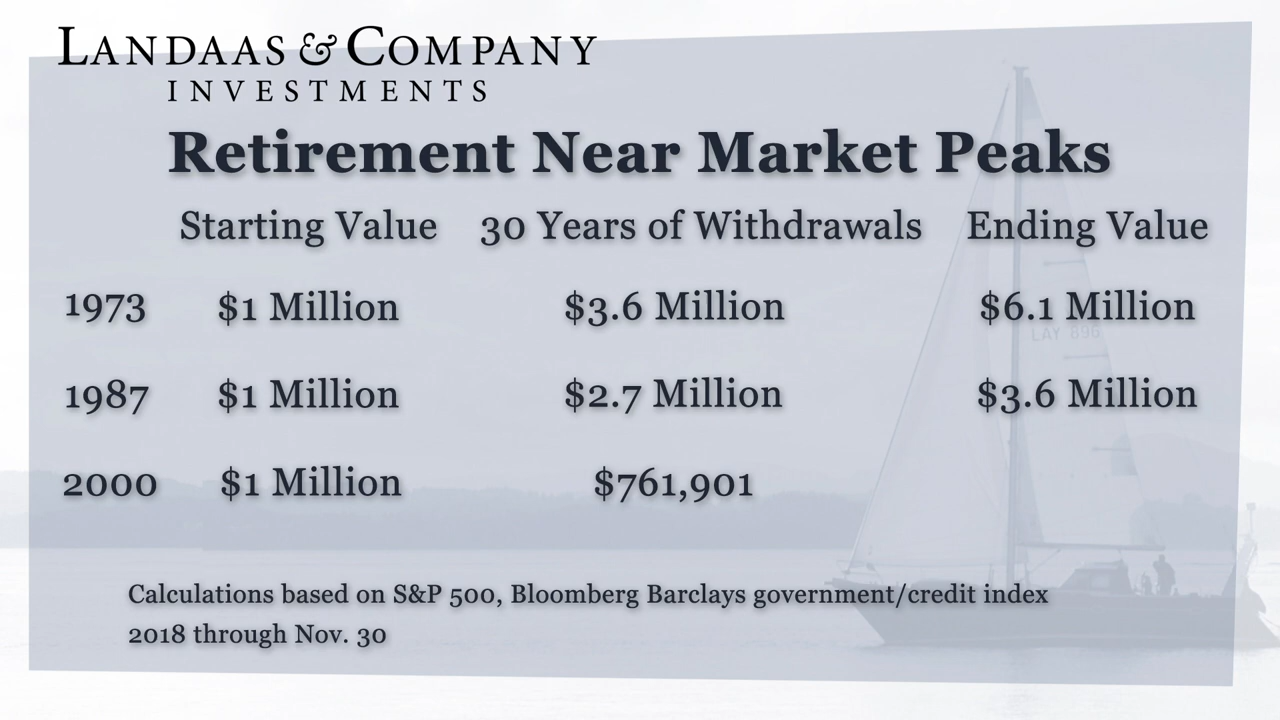 LANDAAS & COMPANY
INVESTMENTS
Retirement Near Market Peaks
Starting Value 30 Years of Withdrawals Ending Value
1973 $1 Million $3.6 Million $6.1 Million
LAY 896
1987 $1 Million $2.7 Million $3.6 Million
2000 $1 Million $761,901
Calculations based on S&P 500, Bloomberg Barclays government/credit index
2018 through Nov. 30